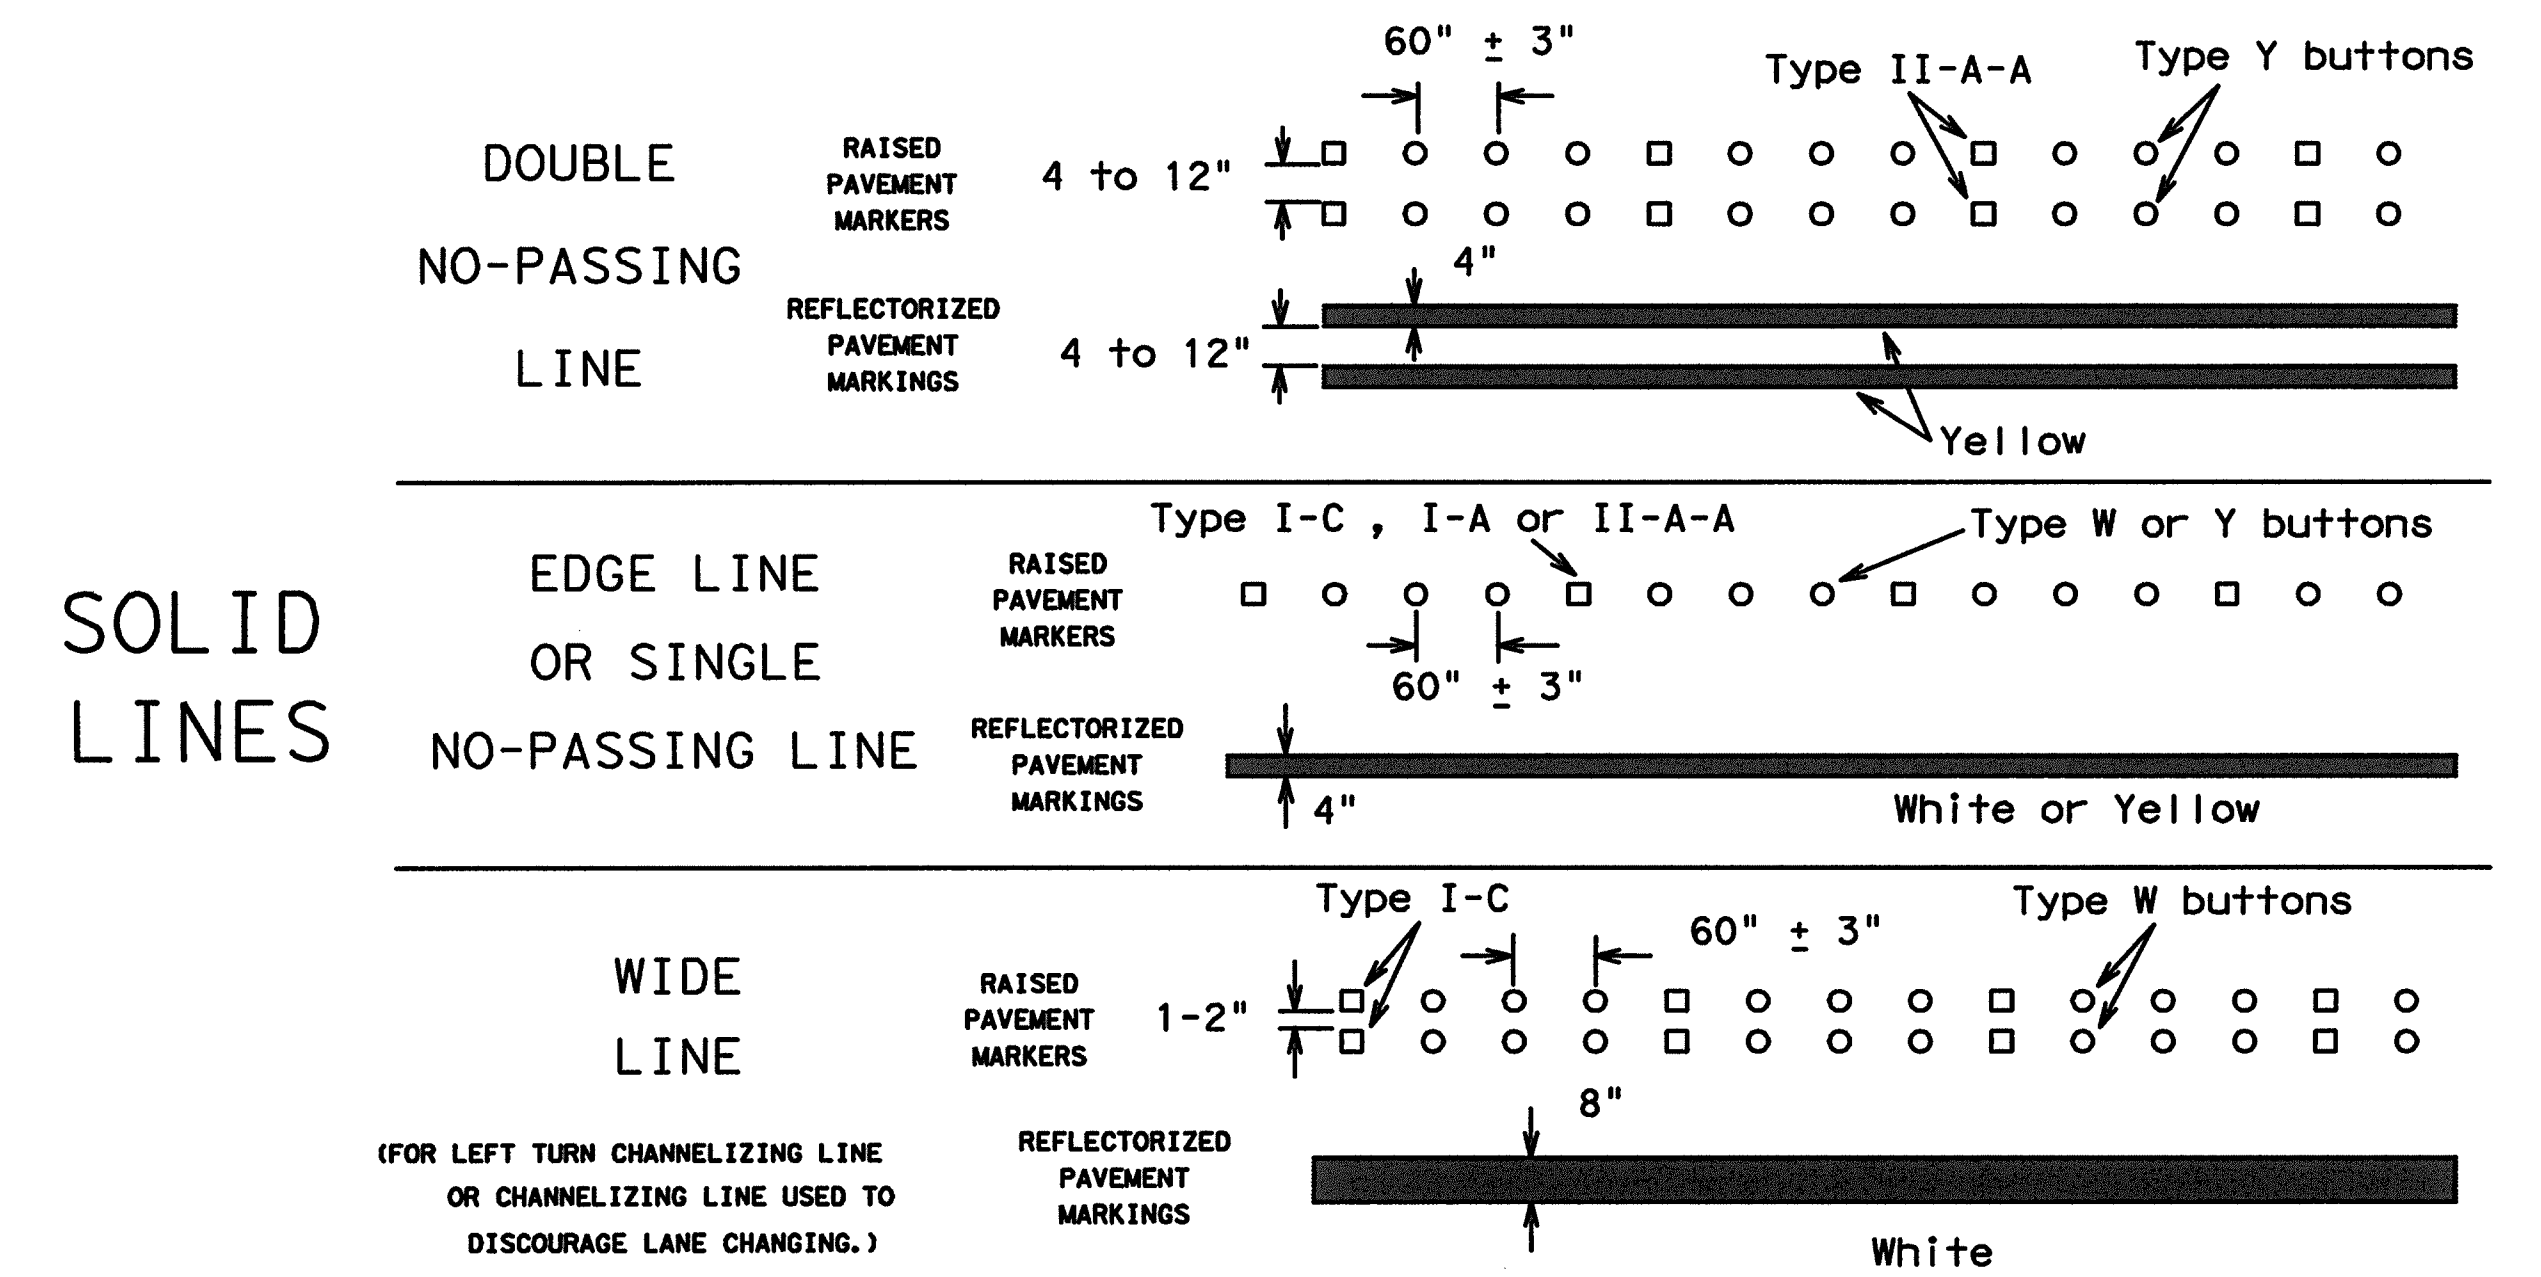 SOLID
LINES
DOUBLE
NO-PASSING
LINE
RAISED
PAVEMENT
MARKERS
4 to 12"
60" ± 3"
Type II-A-A
Type Y buttons
REFLECTORIZED
PAVEMENT
MARKINGS
4 to 12"
4"
Yellow
EDGE LINE
OR SINGLE
NO-PASSING LINE
RAISED
PAVEMENT
MARKERS
Type I-C , I-A or II-A-A
Type W or Y buttons
60" ± 3"
REFLECTORIZED
PAVEMENT
MARKINGS
4"
White or Yellow
WIDE
LINE
(FOR LEFT TURN CHANNELIZING LINE
OR CHANNELIZING LINE USED TO
DISCOURAGE LANE CHANGING.)
RAISED
PAVEMENT
MARKERS
1-2"
Type I-C
60" ± 3"
Type W buttons
REFLECTORIZED
PAVEMENT
MARKINGS
8"
White